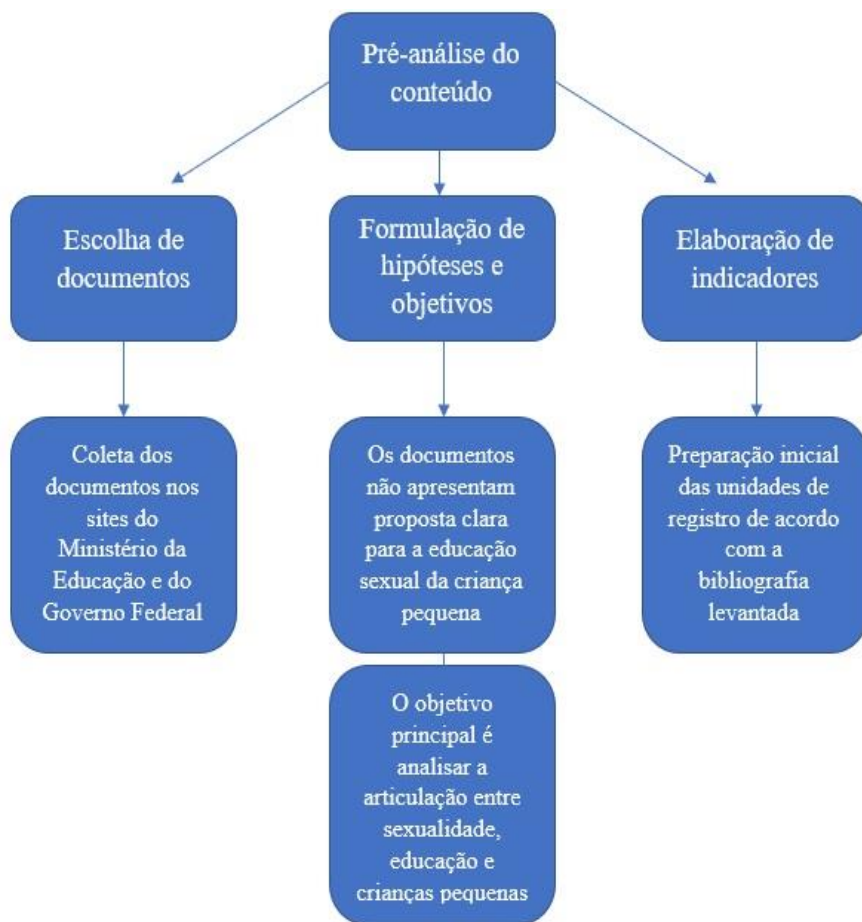 Pré-análise do
conteúdo
Escolha de
documentos
Formulação de
hipóteses e
objetivos
Elaboração de
indicadores
Coleta dos
documentos nos
sites do
Ministério da
Educação e do
Governo Federal
Os documentos
não apresentam
proposta clara
para a educação
sexual da criança
pequena
Preparação inicial
das unidades de
registro de acordo
com a
bibliografia
levantada
O objetivo
principal é
analisar a
articulação entre
sexualidade,
educação e
crianças pequenas